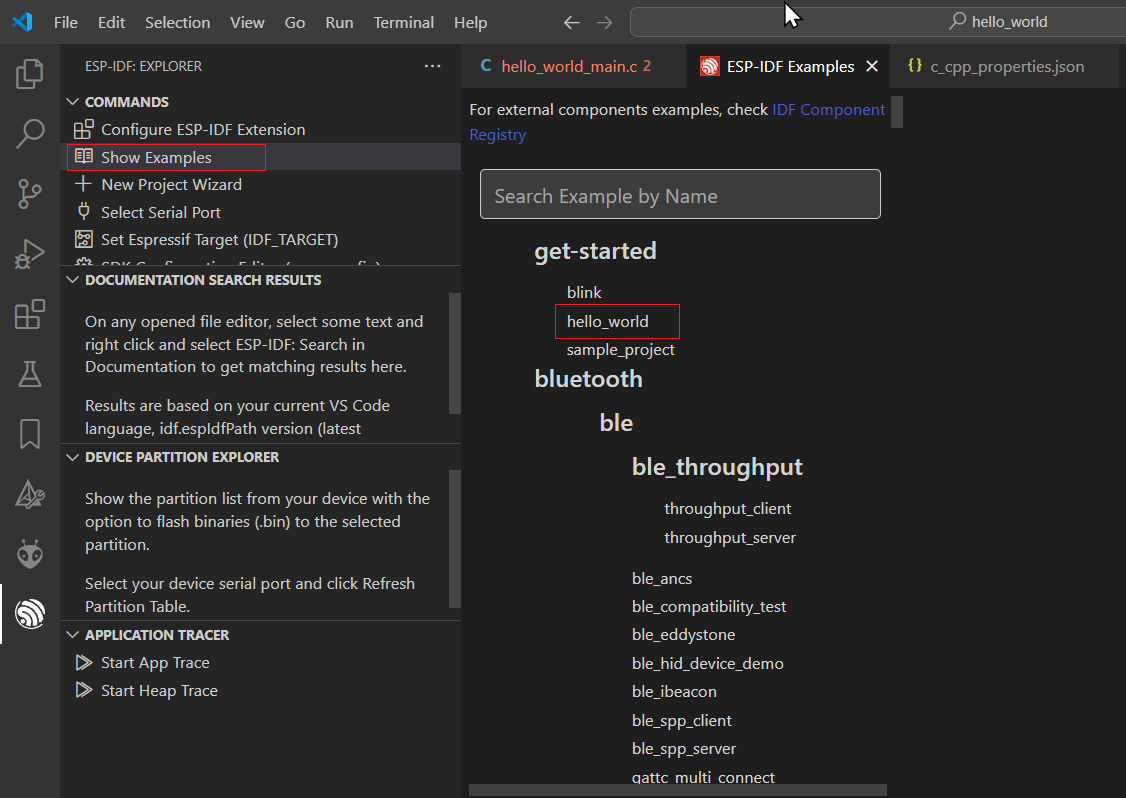 File Edit Selection View Go Run Terminal Help
hello_world
ESP-IDF: EXPLORER
COMMANDS
Configure ESP-IDF Extension
Show Examples
New Project Wizard
Select Serial Port
Set Espressif Target (IDF_TARGET)
DOCUMENTATION SEARCH RESULTS
On any opened file editor, select some text and
right click and select ESP-IDF: Search in
Documentation to get matching results here.
Results are based on your current VS Code
language, idf.espIdfPath version (latest
DEVICE PARTITION EXPLORER
Show the partition list from your device with the
option to flash binaries (.bin) to the selected
partition.
Select your device serial port and click Refresh
Partition Table.
APPLICATION TRACER
Start App Trace
Start Heap Trace
C hello_world_main.c 2
ESP-IDF Examples
{} c_cpp_properties.json
For external components examples, check IDF Component
Registry
Search Example by Name
get-started
blink
hello_world
sample_project
bluetooth
ble
ble_throughput
throughput_client
throughput_server
ble_ancs
ble_compatibility_test
ble_eddystone
ble_hid_device_demo
ble_ibeacon
ble_spp_client
ble_spp_server
gattc_multi_connect